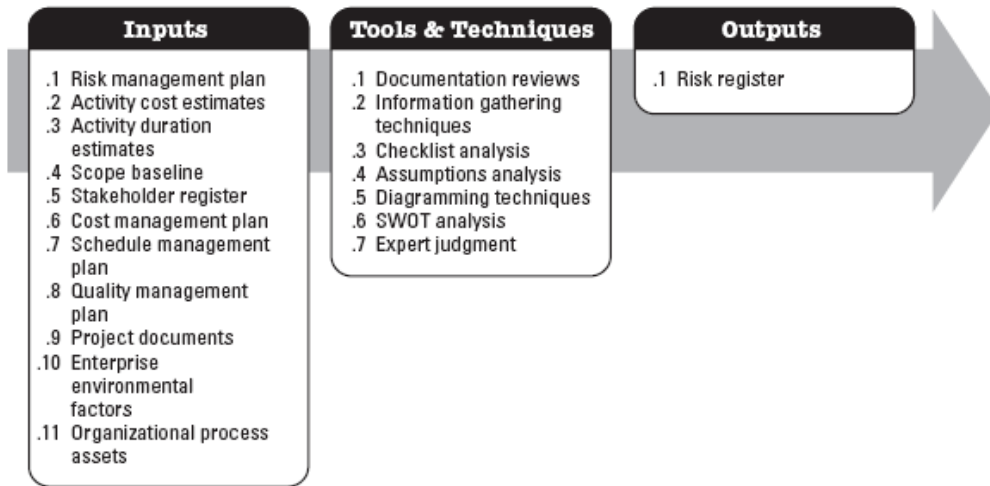 Inputs
.1 Risk management plan
.2 Activity cost estimates
.3 Activity duration
estimates
.4 Scope baseline
.5 Stakeholder register
.6 Cost management plan
.7 Schedule management
plan
.8 Quality management
plan
.9 Project documents
.10 Enterprise
environmental
factors
.11 Organizational process
assets
Tools & Techniques
.1 Documentation reviews
.2 Information gathering
techniques
.3 Checklist analysis
.4 Assumptions analysis
.5 Diagramming techniques
.6 SWOT analysis
.7 Expert judgment
Outputs
.1 Risk register